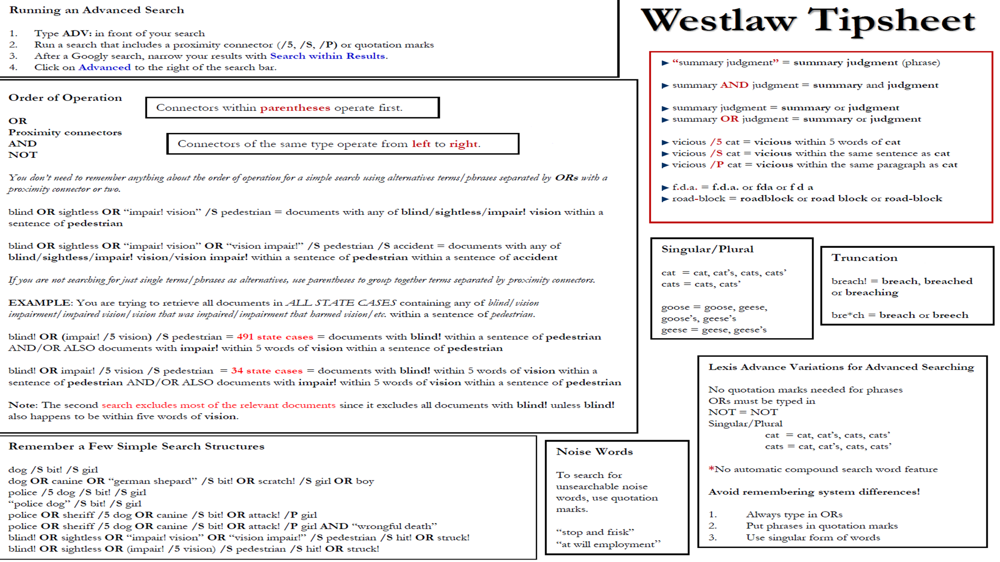 Running an Advanced Search
1. Type ADV: in front of your search
2. Run a search that includes a proximity connector (/5, /S, /P) or quotation marks
3. After a Googly search, narrow your results with Search within Results.
4. Click on Advanced to the right of the search bar.
Order of Operation
Connectors within parentheses operate first.
OR
Proximity connectors
AND
NOT
Connectors of the same type operate from left to right.
You don’t need to remember anything about the order of operation for a simple search using alternatives terms/phrases separated by ORs with a
proximity connector or two.
blind OR sightless OR “impair! vision” /S pedestrian = documents with any of blind/sightless/impair! vision within a
sentence of pedestrian
blind OR sightless OR “impair! vision” OR “vision impair!” /S pedestrian /S accident = documents with any of
blind/sightless/impair! vision/vision impair! within a sentence of pedestrian within a sentence of accident
If you are not searching for just single terms/phrases as alternatives, use parentheses to group together terms separated by proximity connectors.
EXAMPLE: You are trying to retrieve all documents in ALL STATE CASES containing any of blind/vision
impairment/impaired vision/vision that was impaired/impairment that harmed vision/etc. within a sentence of pedestrian.
blind! OR (impair! /5 vision) /S pedestrian = 491 state cases = documents with blind! within a sentence of pedestrian
AND/OR ALSO documents with impair! within 5 words of vision within a sentence of pedestrian
blind! OR impair! /5 vision /S pedestrian = 34 state cases = documents with blind! within 5 words of vision within a
sentence of pedestrian AND/OR ALSO documents with impair! within 5 words of vision within a sentence of pedestrian
Note: The second search excludes most of the relevant documents since it excludes all documents with blind! unless blind!
also happens to be within five words of vision.
Remember a Few Simple Search Structures
dog /S bit! /S girl
dog OR canine OR “german shepard” /S bit! OR scratch! /S girl OR boy
police /5 dog /S bit! /S girl
“police dog” /S bit! /S girl
police OR sheriff /5 dog OR canine /S bit! OR attack! /P girl
police OR sheriff /5 dog OR canine /S bit! OR attack! /P girl AND “wrongful death”
blind! OR sightless OR “impair! vision” OR “vision impair!” /S pedestrian /S hit! OR struck!
blind! OR sightless OR (impair! /5 vision) /S pedestrian /S hit! OR struck!
Westlaw Tipsheet
► “summary judgment” = summary judgment (phrase)
► summary AND judgment = summary and judgment
► summary judgment = summary or judgment
► summary OR judgment = summary or judgment
► vicious /5 cat = vicious within 5 words of cat
► vicious /S cat = vicious within the same sentence as cat
► vicious /P cat = vicious within the same paragraph as cat
► f.d.a. = f.d.a. or fda or f d a
► road-block = roadblock or road block or road-block
Singular/Plural
cat = cat, cat’s, cats, cats’
cats = cats, cats’
goose = goose, geese,
goose’s, geese’s
geese = geese, geese’s
Truncation
breach! = breach, breached
or breaching
bre*ch = breach or breech
Noise Words
To search for
unsearchable noise
words, use quotation
marks.
“stop and frisk”
“at will employment”
Lexis Advance Variations for Advanced Searching
No quotation marks needed for phrases
ORs must be typed in
NOT = NOT
Singular/Plural
cat = cat, cat’s, cats, cats’
cats = cat, cat’s, cats, cats’
*No automatic compound search word feature
Avoid remembering system differences!
1. Always type in ORs
2. Put phrases in quotation marks
3. Use singular form of words